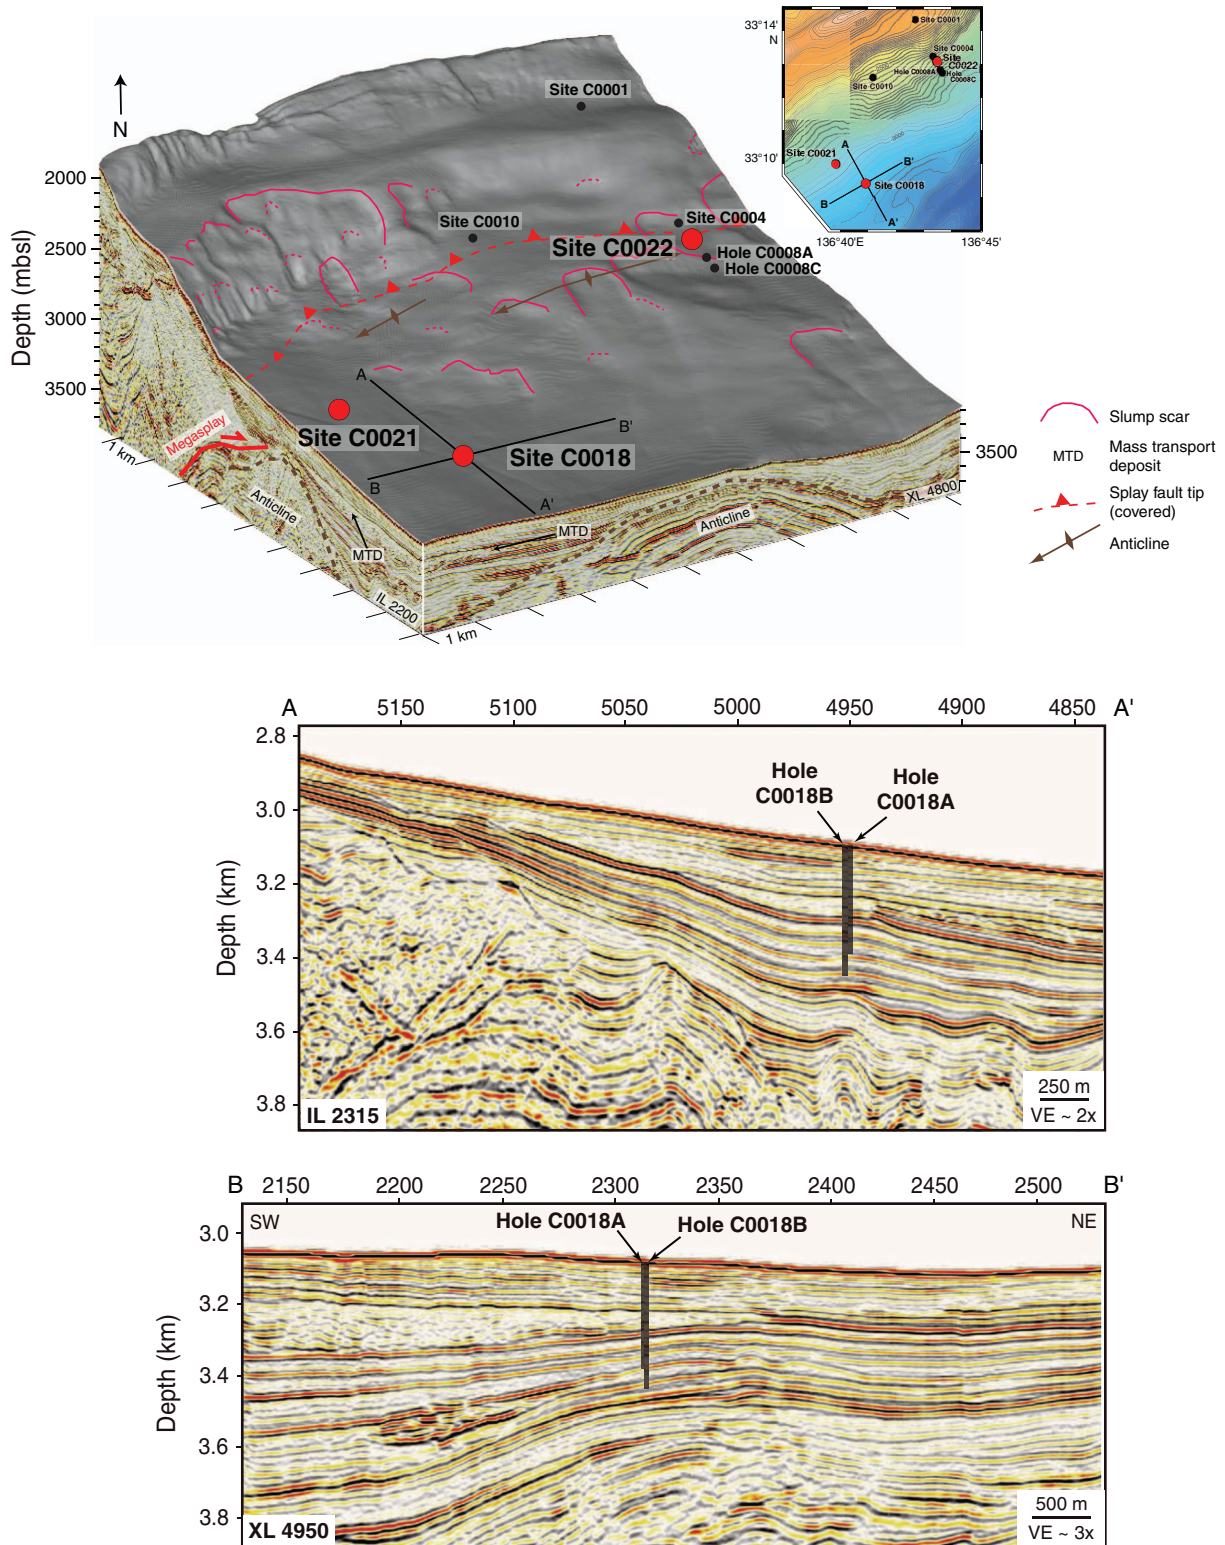 33°14'
N
Site C0001
Site C0004
Site
C0022
Hole C0008A
Hole
C0008C
Site C0010
33°10'
Site C0021
A
B'
Site C0018
B
A'
136°40'E
136°45'
N
Depth (mbsl)
2000
2500
3000
3500
Site C0001
Site C0010
Site C0004
Site C0022
Hole C0008A
Hole C0008C
A
B'
Site C0021
Site C0018
B
A'
Megasplay
1 km
Anticline
MTD
IL 2200
MTD
Anticline
XL 4800
3500
1 km
Slump scar
MTD
Mass transport
deposit
Splay fault tip
(covered)
Anticline
A
5150
5100
5050
5000
4950
4900
4850
A'
Depth (km)
2.8
3.0
3.2
3.4
3.6
3.8
Hole
C0018B
Hole
C0018A
IL 2315
250 m
VE ~ 2x
B
2150
2200
2250
2300
2350
2400
2450
2500
B'
SW
Hole C0018A
Hole C0018B
NE
Depth (km)
3.0
3.2
3.4
3.6
3.8
XL 4950
500 m
VE ~ 3x